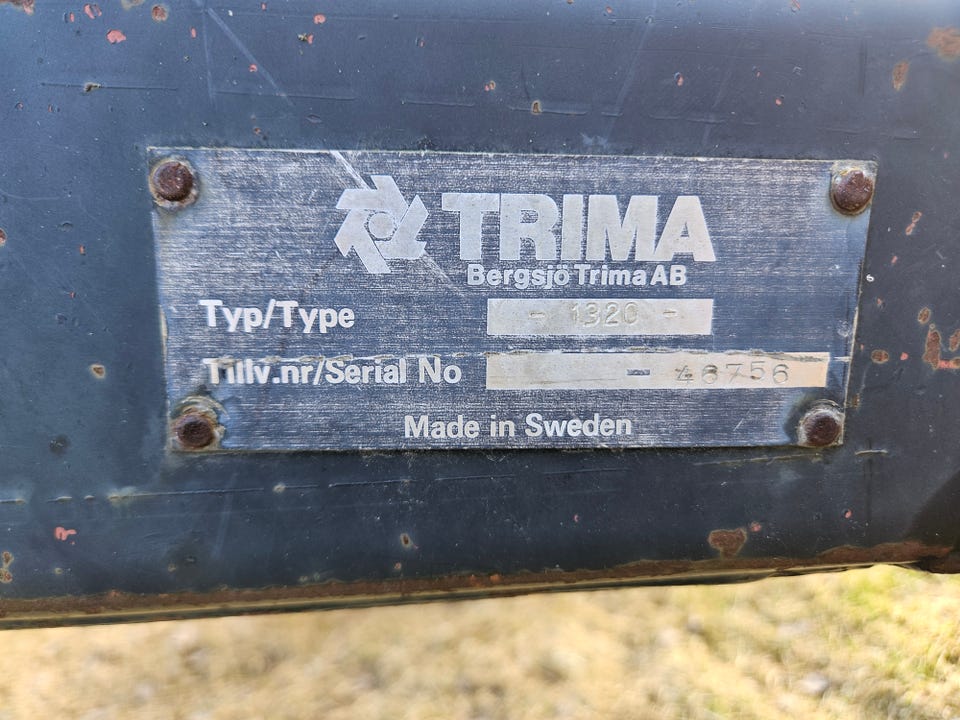 TRIMA
Bergsjö Trima AB
Typ/Type - 1320 -
Tillv.nr/Serial No - 48756
Made in Sweden